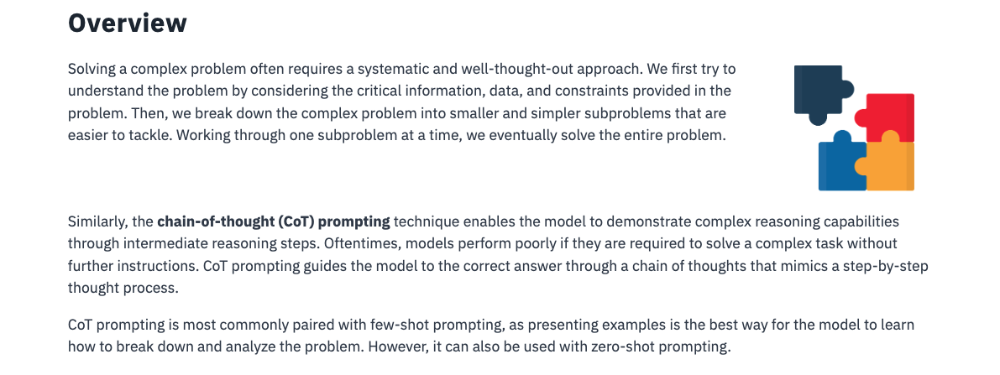 Overview
Solving a complex problem often requires a systematic and well-thought-out approach. We first try to
understand the problem by considering the critical information, data, and constraints provided in the
problem. Then, we break down the complex problem into smaller and simpler subproblems that are
easier to tackle. Working through one subproblem at a time, we eventually solve the entire problem.
Similarly, the chain-of-thought (CoT) prompting technique enables the model to demonstrate complex reasoning capabilities
through intermediate reasoning steps. Oftentimes, models perform poorly if they are required to solve a complex task without
further instructions. CoT prompting guides the model to the correct answer through a chain of thoughts that mimics a step-by-step
thought process.
CoT prompting is most commonly paired with few-shot prompting, as presenting examples is the best way for the model to learn
how to break down and analyze the problem. However, it can also be used with zero-shot prompting.